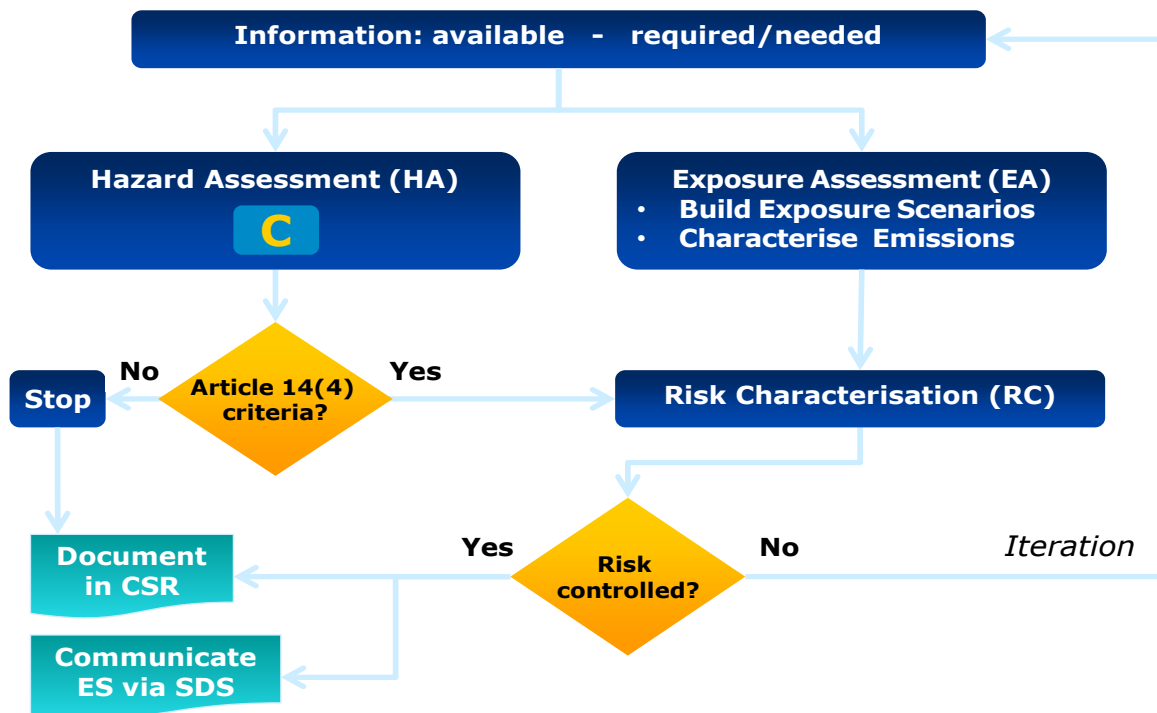 Information: available - required/needed
Hazard Assessment (HA)
C
Exposure Assessment (EA)
• Build Exposure Scenarios
• Characterise Emissions
No
Article 14(4)
criteria?
Yes
Stop
Risk Characterisation (RC)
Document
in CSR
Yes
Risk
controlled?
No
Iteration
Communicate
ES via SDS